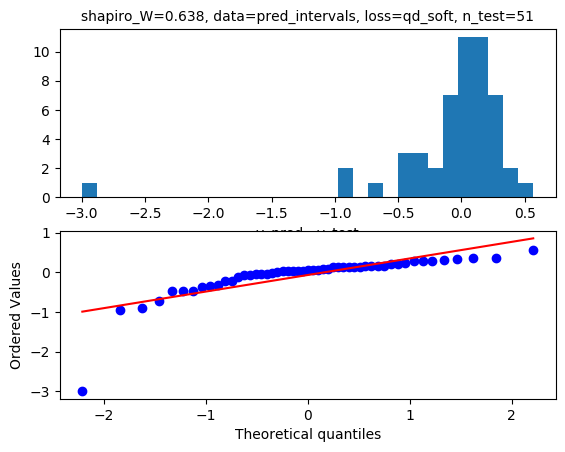 shapiro_W=0.638, data=pred_intervals, loss=qd_soft, n_test=51
10
8
6
4
2
0
−3.0 −2.5 −2.0 −1.5 −1.0 −0.5 0.0 0.5
1
0
−1
−2
−3
Ordered Values
−2 −1 0 1 2
Theoretical quantiles